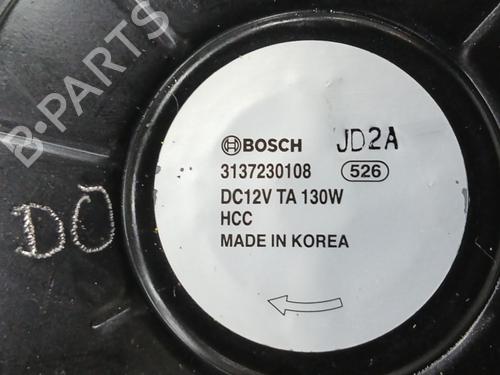 B-PARTS
BOSCH JD2A
3137230108 526
DC12V TA 130W
HCC
MADE IN KOREA
DO